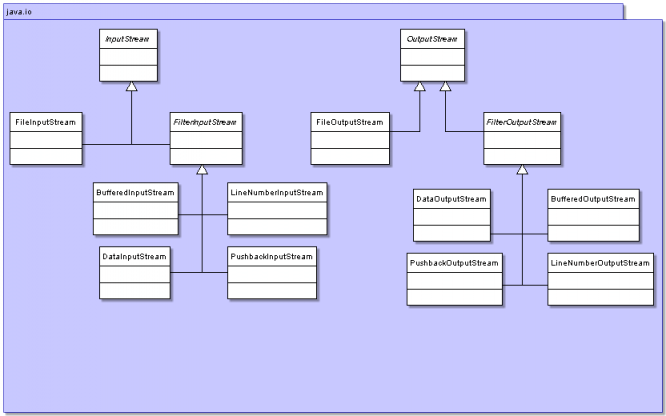 java.io
InputStream
OutputStream
FileInputStream
FilterInputStream
FileOutputStream
FilterOutputStream
BufferedInputStream
LineNumberInputStream
DataOutputStream
BufferedOutputStream
DataInputStream
PushbackInputStream
PushbackOutputStream
LineNumberOutputStream